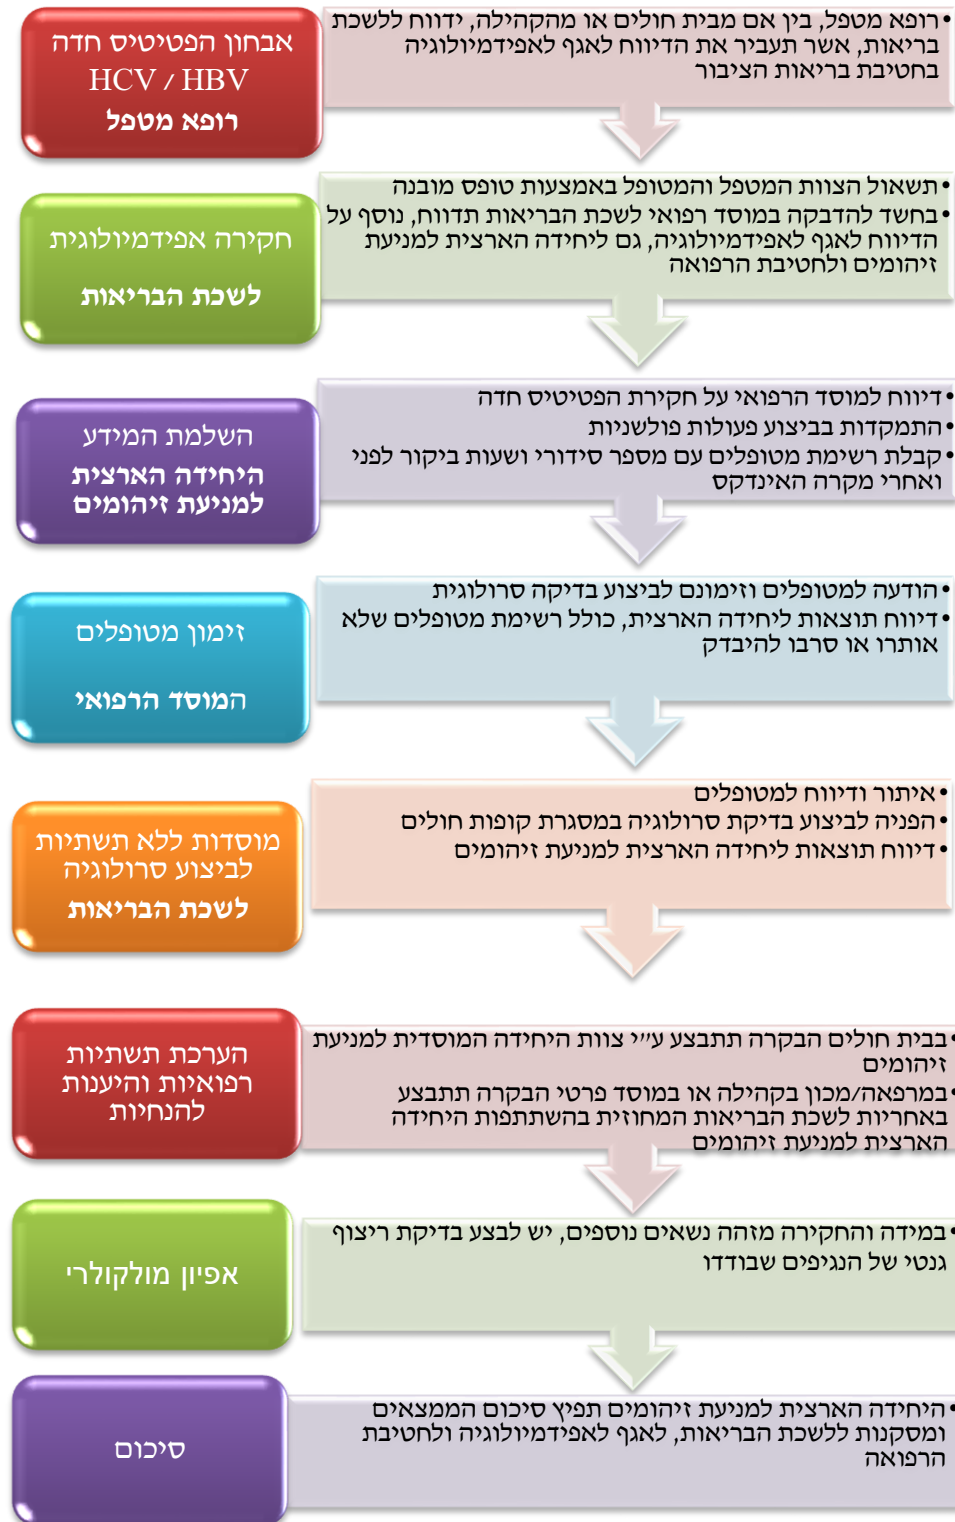 אבחון הפטיטיס חדה
HCV / HBV
רופא מטפל
•רופא מטפל, בין אם מבית חולים או מהקהילה, ידווח ללשכת
בריאות, אשר תעביר את הדיווח לאגף לאפידמיולוגיה
בחטיבת בריאות הציבור
חקירה אפידמיולוגית
לשכת הבריאות
•תשאול הצוות המטפל והמטופל באמצעות טופס מובנה
•בחשד להדבקה במוסד רפואי לשכת הבריאות תדווח, נוסף על
הדיווח לאגף לאפידמיולוגיה, גם ליחידה הארצית למניעת
זיהומים ולחטיבת הרפואה
השלמת המידע
היחידה הארצית
למניעת זיהומים
•דיווח למוסד הרפואי על חקירת הפטיטיס חדה
•התמקדות בביצוע פעולות פולשניות
•קבלת רשימת מטופלים עם מספר סידורי ושעות ביקור לפני
ואחרי מקרה האינדקס
זימון מטופלים
המוסד הרפואי
•הודעה למטופלים וזימונם לביצוע בדיקה סרולוגית
•דיווח תוצאות ליחידה הארצית, כולל רשימת מטופלים שלא
אותרו או סרבו להיבדק
מוסדות ללא תשתיות
לביצוע סרולוגיה
לשכת הבריאות
•איתור ודיווח למטופלים
•הפניה לביצוע בדיקת סרולוגיה במסגרת קופות חולים
•דיווח תוצאות ליחידה הארצית למניעת זיהומים
הערכת תשתיות
רפואיות והיענות
להנחיות
•בבית חולים הבקרה תתבצע ע״י צוות היחידה המוסדית למניעת
זיהומים
•במרפאה/מכון בקהילה או במוסד פרטי הבקרה תתבצע
באחריות לשכת הבריאות המחוזית בהשתתפות היחידה
הארצית למניעת זיהומים
אפיון מולקולרי
•במידה והחקירה מזהה נשאים נוספים, יש לבצע בדיקת ריצוף
גנטי של הנגיפים שבודדו
סיכום
•היחידה הארצית למניעת זיהומים תפיץ סיכום הממצאים
ומסקנות ללשכת הבריאות, לאגף לאפידמיולוגיה ולחטיבת
הרפואה